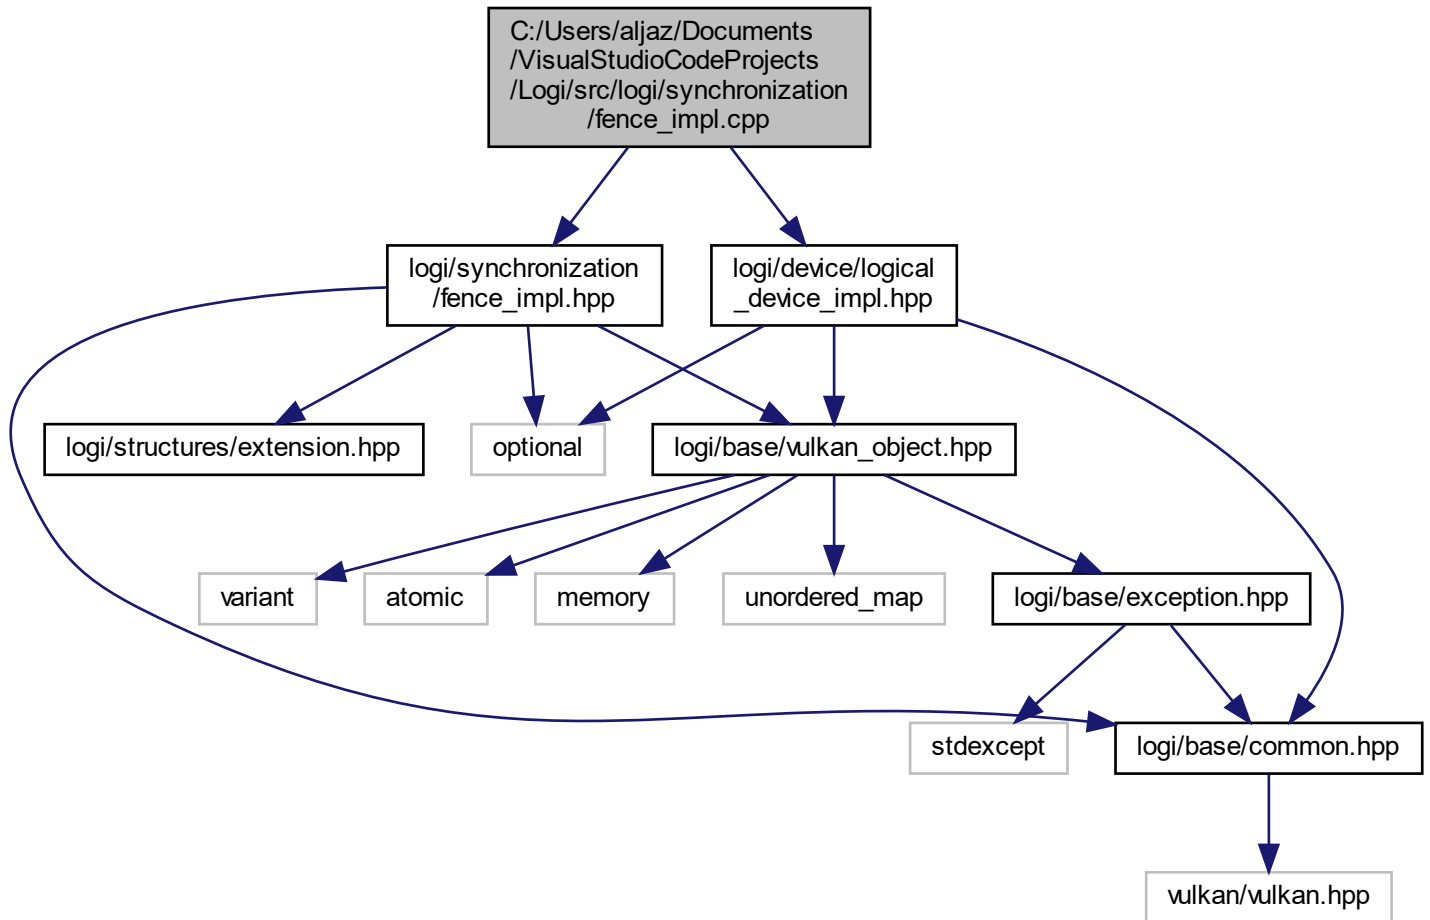 C:/Users/aljaz/Documents
/VisualStudioCodeProjects
/Logi/src/logi/synchronization
/fence_impl.cpp
logi/synchronization
/fence_impl.hpp
logi/device/logical
_device_impl.hpp
logi/structures/extension.hpp
optional
logi/base/vulkan_object.hpp
variant
atomic
memory
unordered_map
logi/base/exception.hpp
stdexcept
logi/base/common.hpp
vulkan/vulkan.hpp